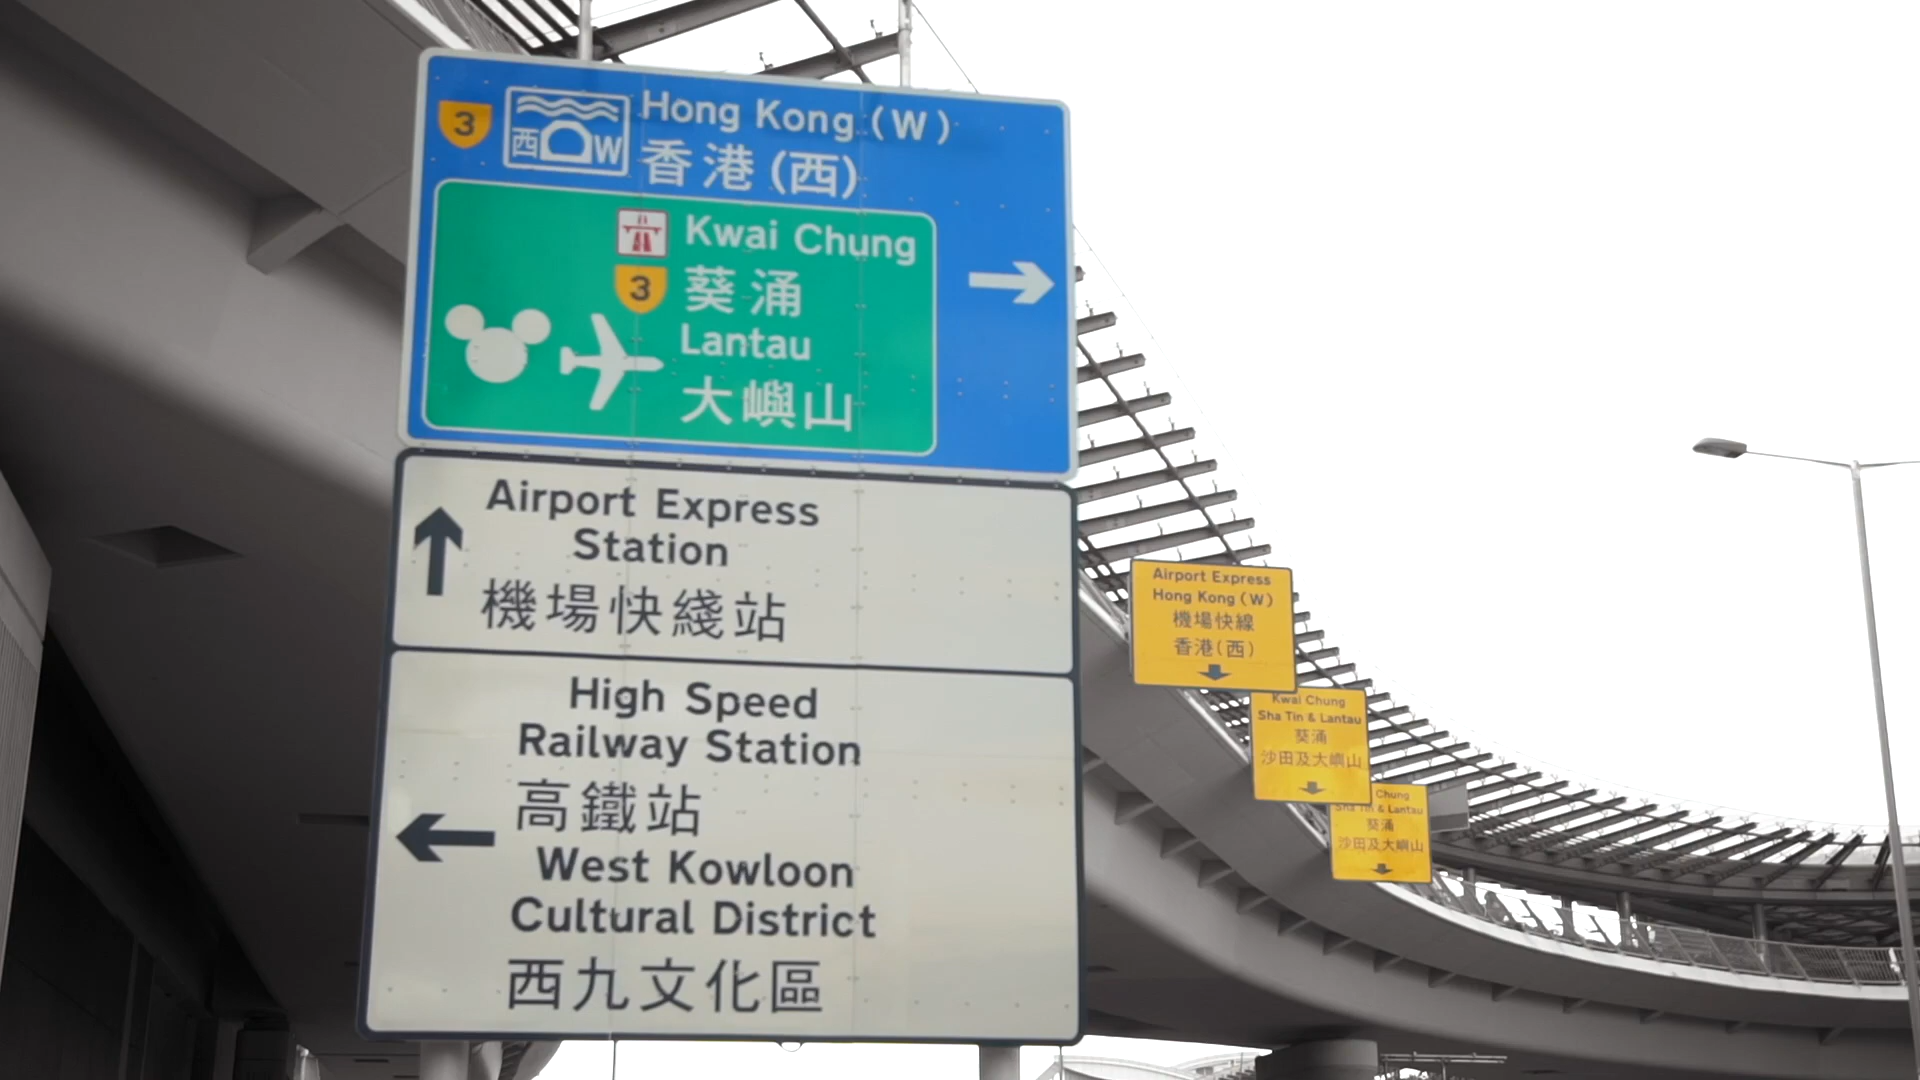 3
西 W
Hong Kong (W)
香港 (西)
Kwai Chung
3
葵涌
Lantau
大嶼山
Airport Express
Station
機場快綫站
High Speed
Railway Station
高鐵站
West Kowloon
Cultural District
西九文化區
Airport Express
Hong Kong (W)
機場快線
香港(西)
Kwai Chung
Sha Tin & Lantau
葵涌
沙田及大嶼山
Chung
Sha Tin & Lantau
葵涌
沙田及大嶼山